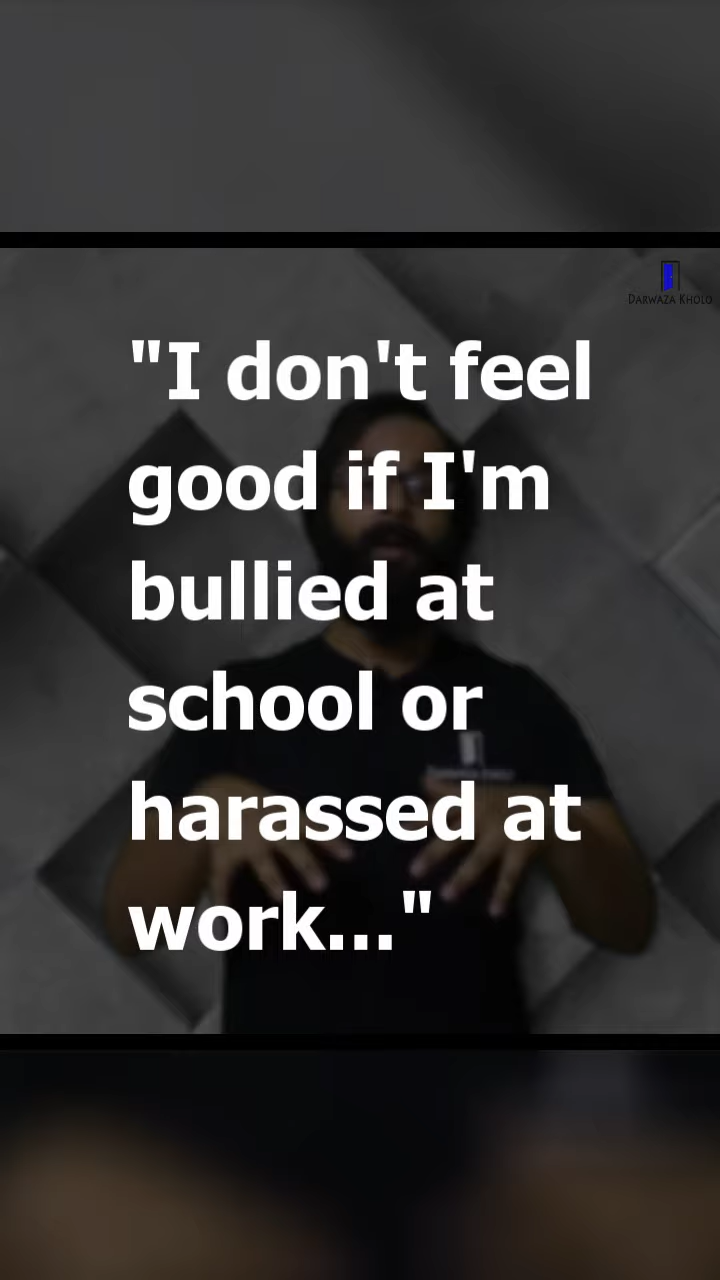 DARWAZA KHOLO
"I don't feel
good if I'm
bullied at
school or
harassed at
work..."